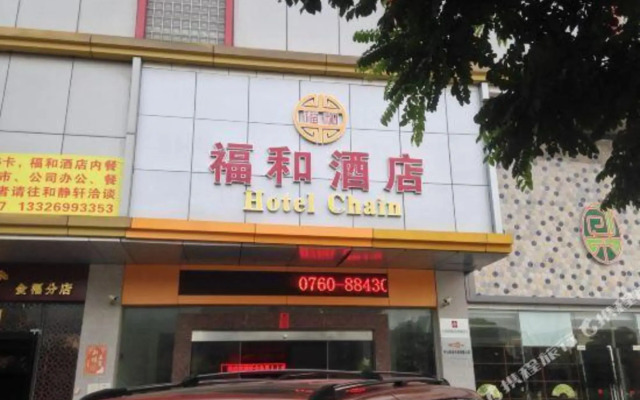 福和
福和酒店
Hotel Chain
卡，福和酒店内餐
市、公司办公、餐
者请往和静轩洽谈
7 13326993353
0760-8843
金福分店
携程旅行